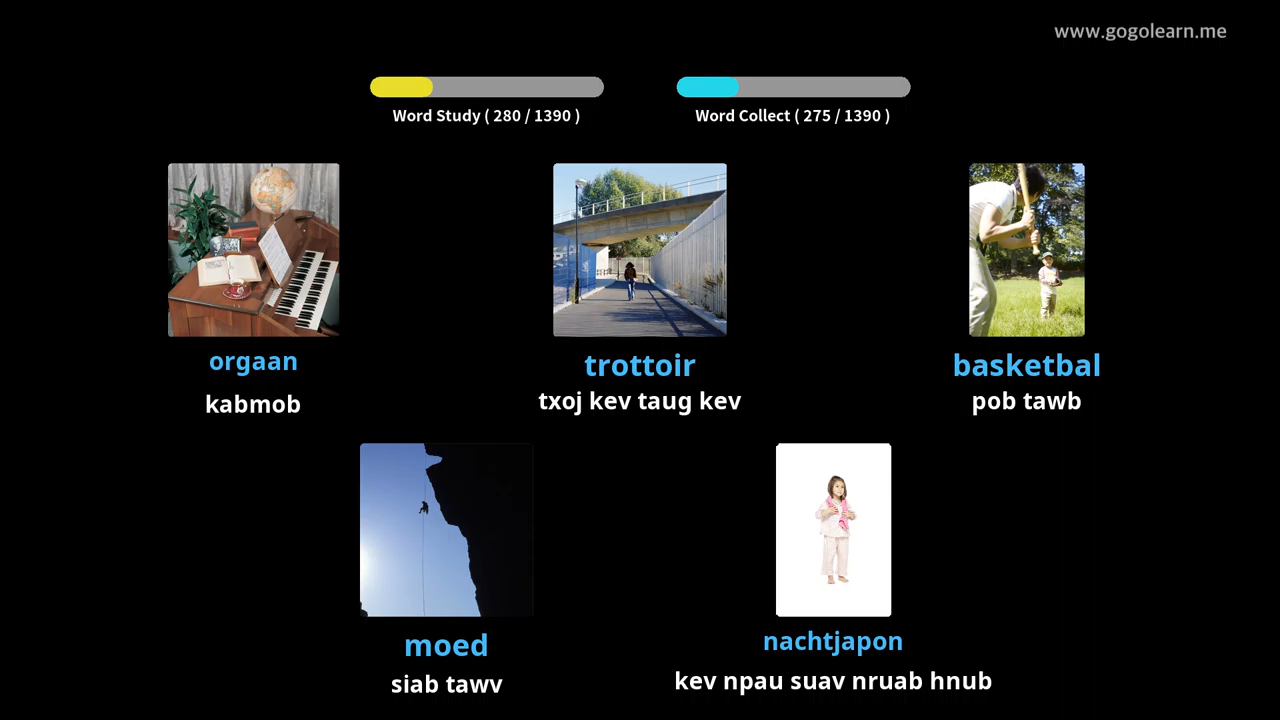 www.gogolearn.me
Word Study ( 280 / 1390 )
Word Collect ( 275 / 1390 )
orgaan
kabmob
trottoir
txoj kev taug kev
basketbal
pob tawb
moed
siab tawv
nachtjapon
kev npau suav nruab hnub